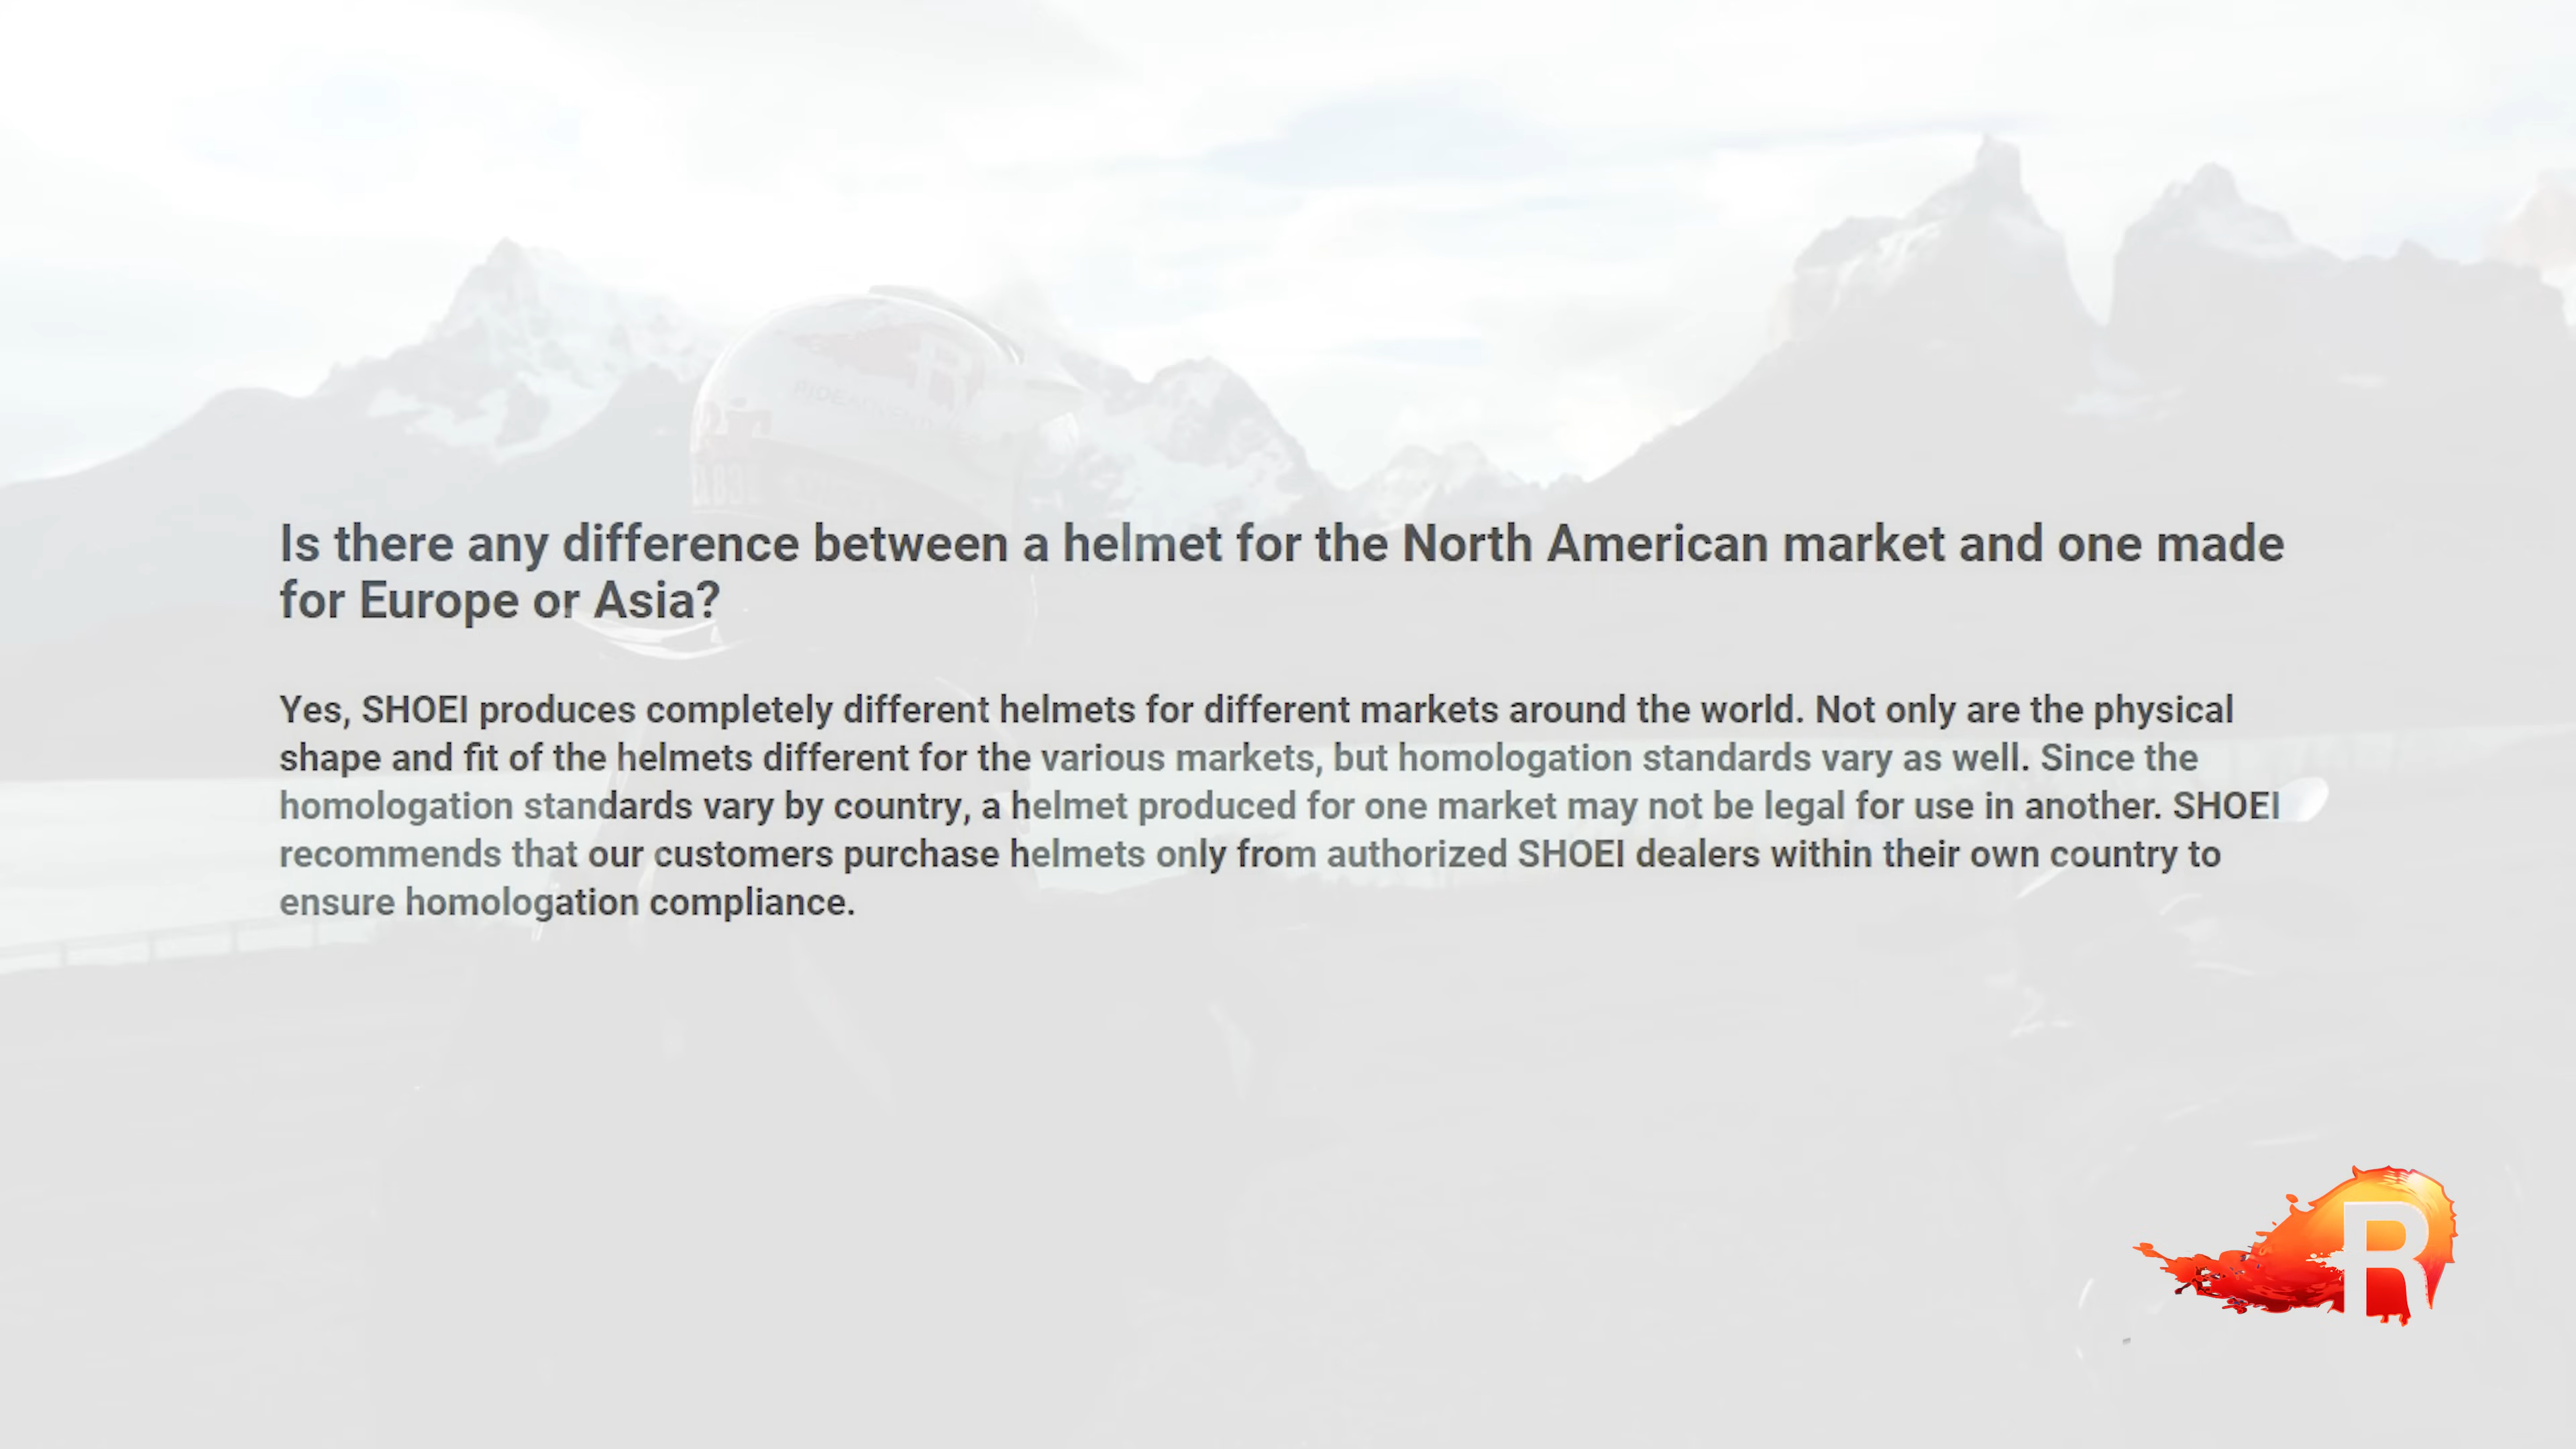 Is there any difference between a helmet for the North American market and one made
for Europe or Asia?
Yes, SHOEI produces completely different helmets for different markets around the world. Not only are the physical
shape and fit of the helmets different for the various markets, but homologation standards vary as well. Since the
homologation standards vary by country, a helmet produced for one market may not be legal for use in another. SHOEI
recommends that our customers purchase helmets only from authorized SHOEI dealers within their own country to
ensure homologation compliance.
R